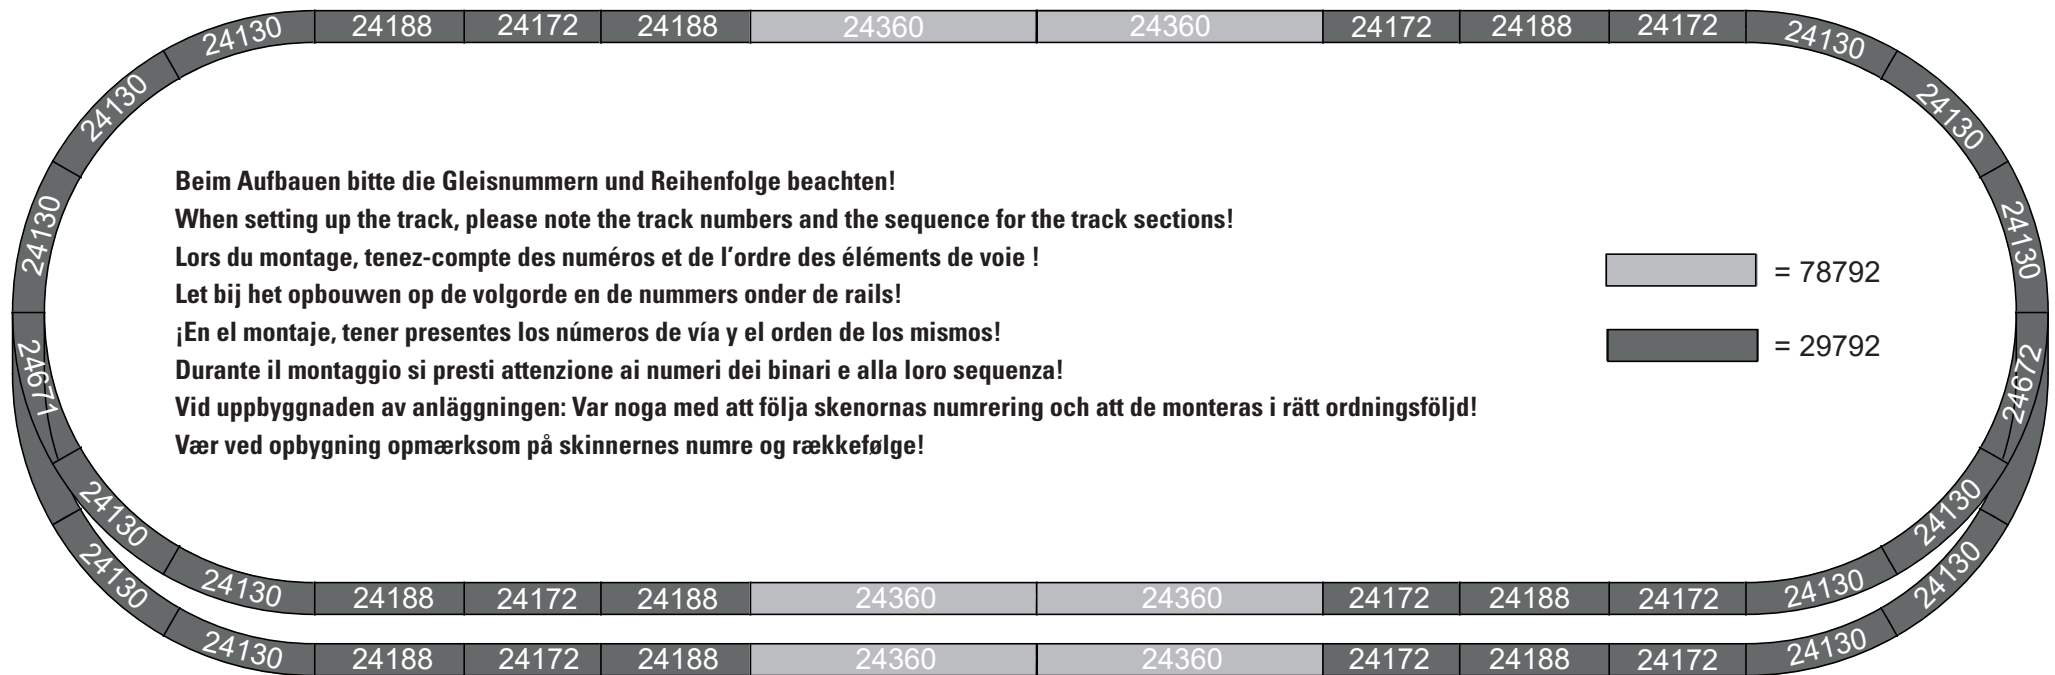 24130 24188 24172 24188 24360 24360 24172 24188 24172 24130
24130 24130
24130 24130
Beim Aufbauen bitte die Gleisnummern und Reihenfolge beachten!
When setting up the track, please note the track numbers and the sequence for the track sections!
Lors du montage, tenez-compte des numéros et de l'ordre des éléments de voie !
Let bij het opbouwen op de volgorde en de nummers onder de rails!
¡En el montaje, tener presentes los números de vía y el orden de los mismos!
Durante il montaggio si presti attenzione ai numeri dei binari e alla loro sequenza!
Vid uppbyggnaden av anläggningen: Var noga med att följa skenornas numrering och att de monteras i rätt ordningsföljd!
Vær ved opbygning opmærksom på skinnernes numre og rækkefølge!
= 78792
= 29792
24671 24672
24130 24130
24130 24130
24130 24188 24172 24188 24360 24360 24172 24188 24172 24130
24130 24188 24172 24188 24360 24360 24172 24188 24172 24130